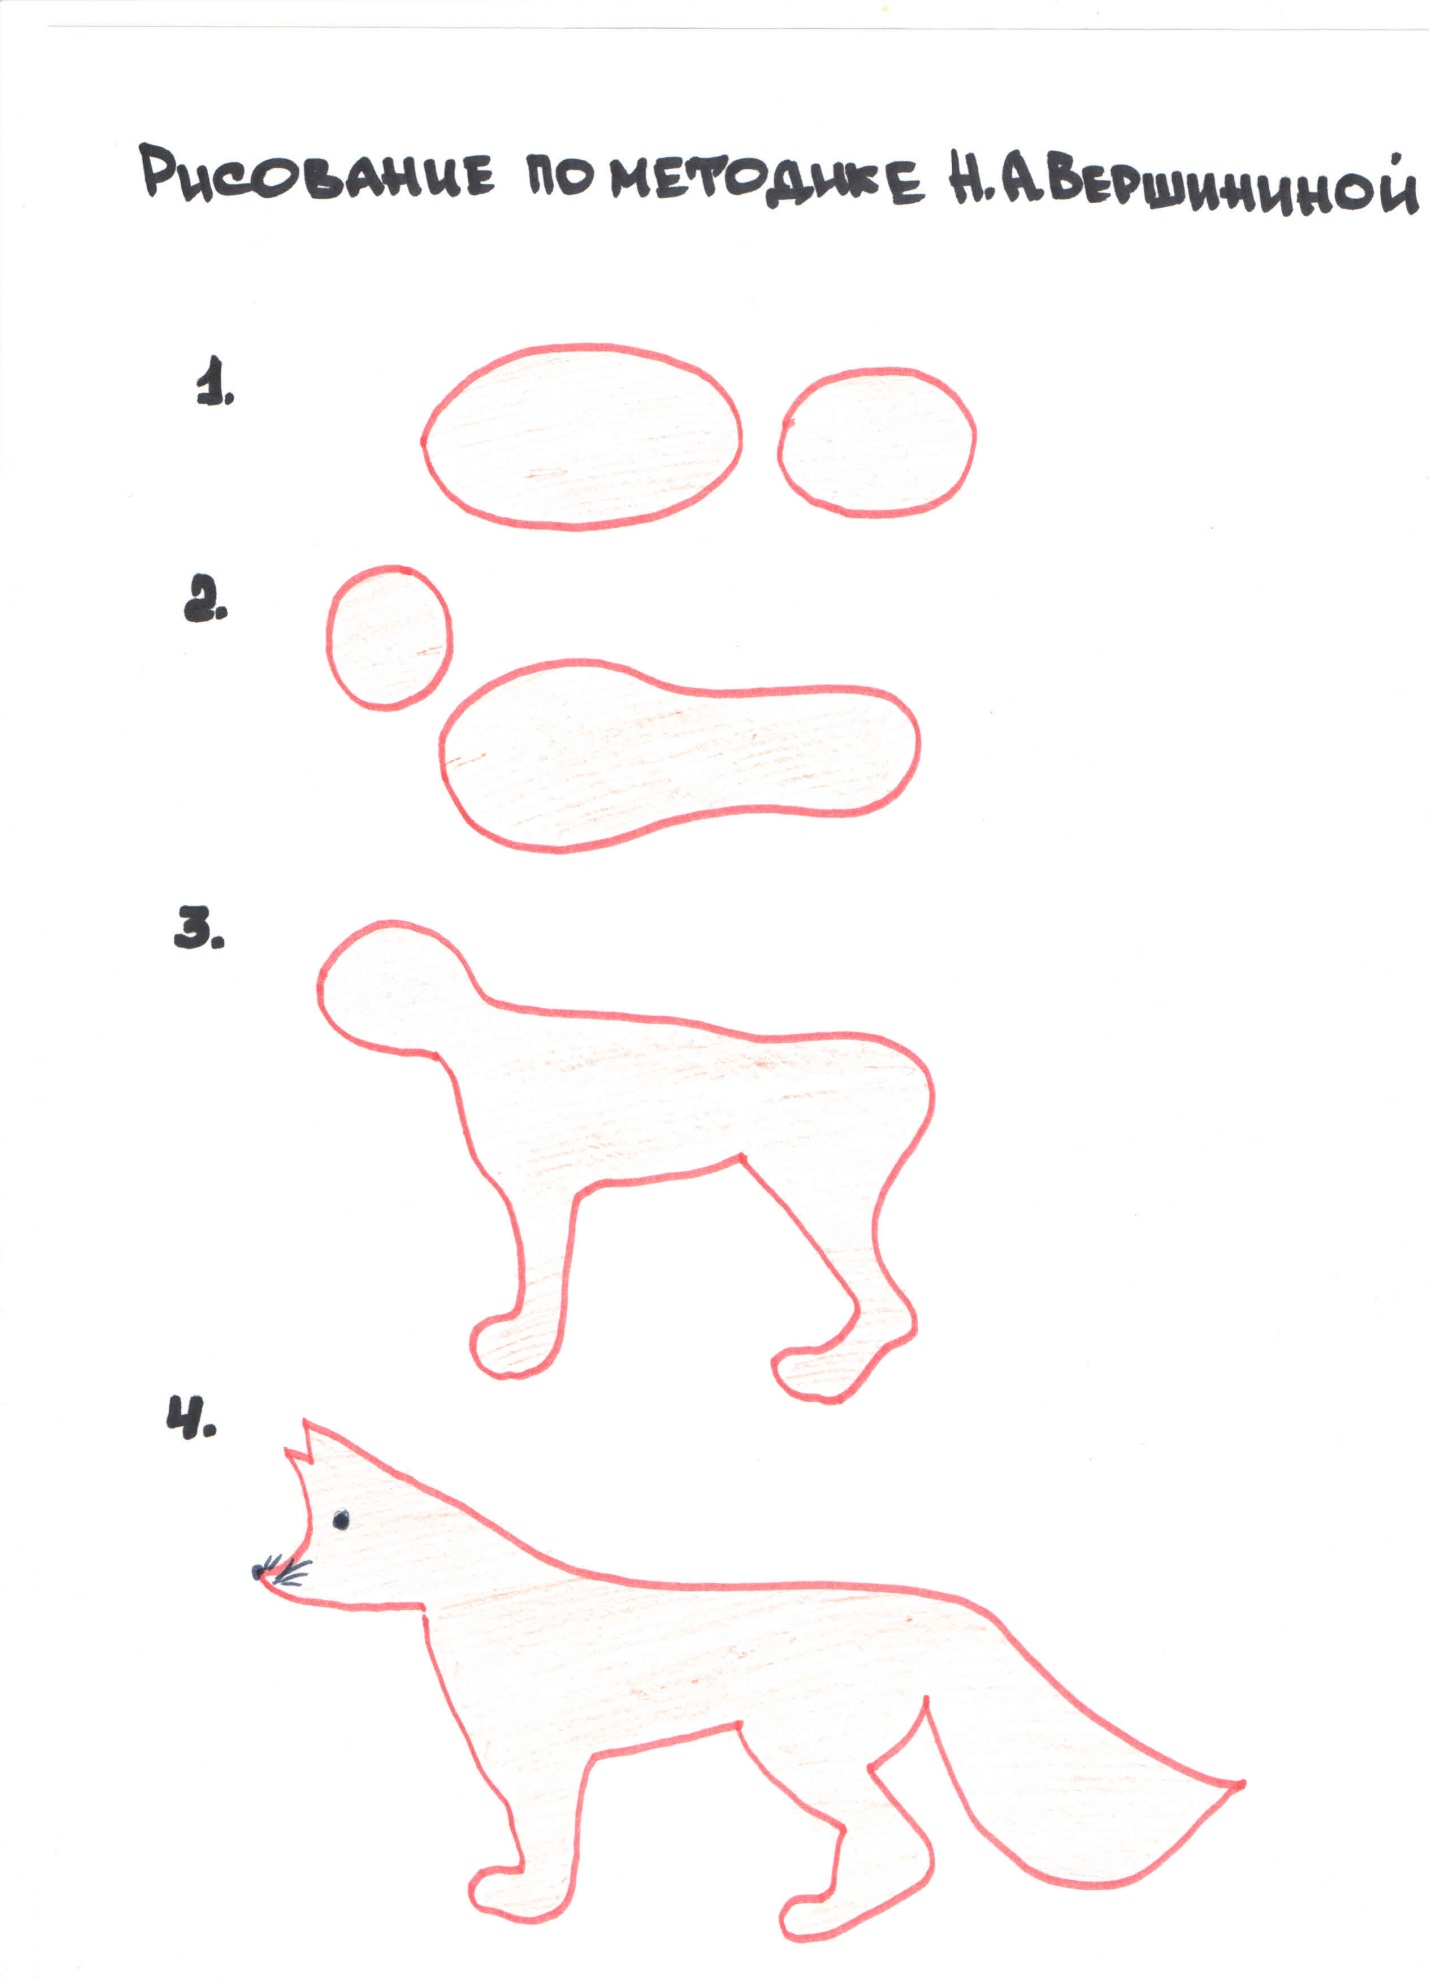 Рисование по методике Н.А.Вершининой
1.
2.
3.
4.